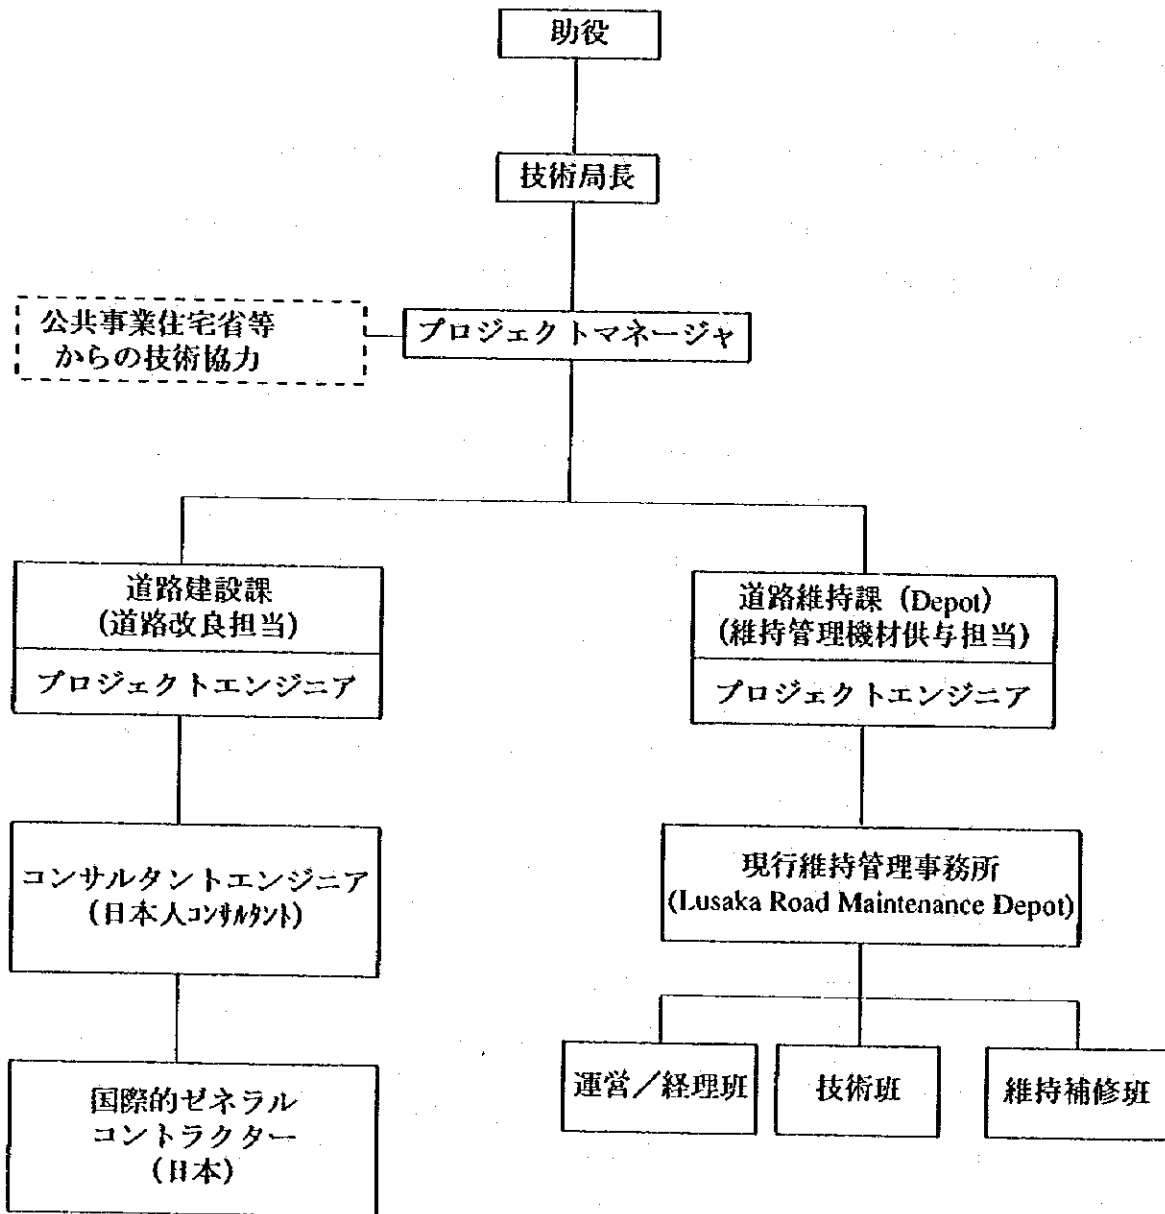 助役
技術局長
公共事業住宅省等
からの技術協力
プロジェクトマネージャ
道路建設課
(道路改良担当)
プロジェクトエンジニア
道路維持課 (Depot)
(維持管理機材供与担当)
プロジェクトエンジニア
コンサルタントエンジニア
(日本人コンサルタント)
現行維持管理事務所
(Lusaka Road Maintenance Depot)
国際的ゼネラル
コントラクター
(日本)
運営/経理班
技術班
維持補修班